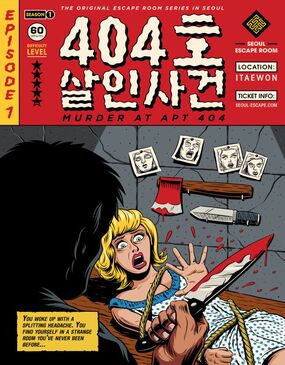 THE ORIGINAL ESCAPE ROOM SERIES IN SEOUL
EPISODE 1
SEASON 1
60
DIFFICULTY
LEVEL
404호
살인사건
MURDER AT APT 404
SEOUL
ESCAPE ROOM
LOCATION:
ITAEWON
TICKET INFO:
SEOUL-ESCAPE.COM
YOU WOKE UP WITH A
SPLITTING HEADACHE. YOU
FIND YOURSELF IN A STRANGE
ROOM YOU'VE NEVER BEEN
BEFORE...